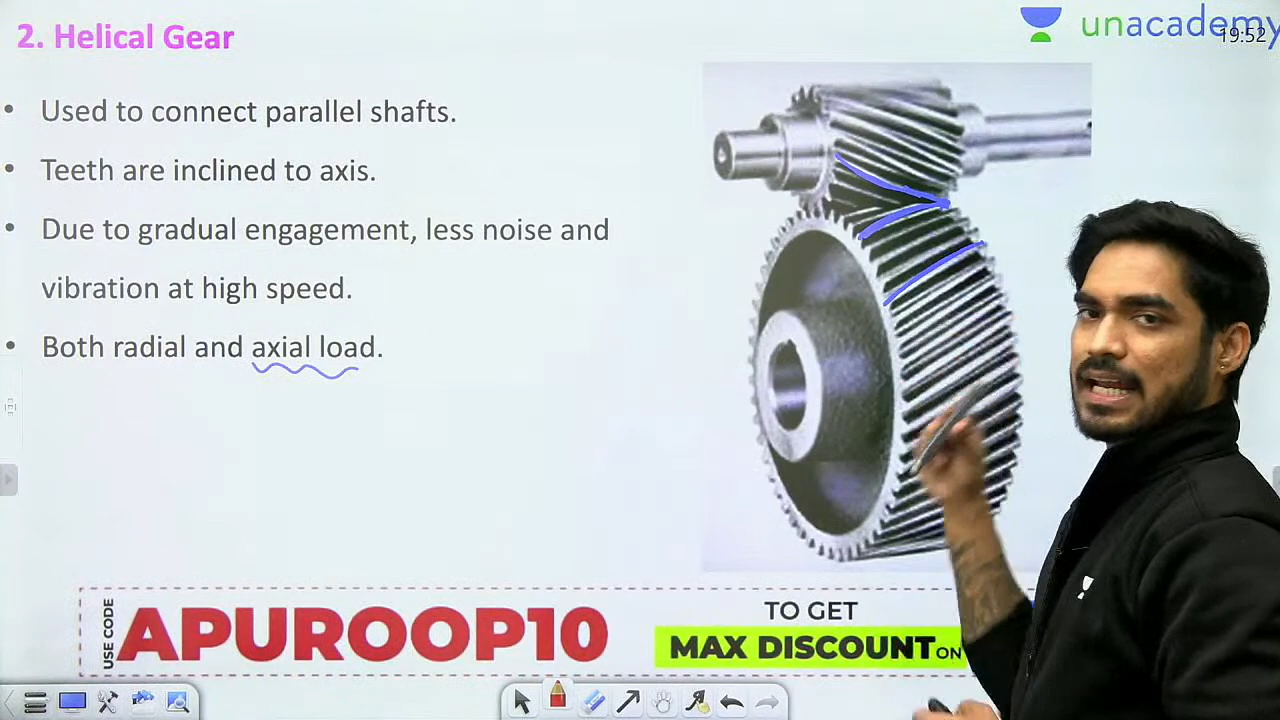 2. Helical Gear
unacademy
19:52
• Used to connect parallel shafts.
• Teeth are inclined to axis.
• Due to gradual engagement, less noise and
vibration at high speed.
• Both radial and axial load.
USE CODE
APUROOP10
TO GET
MAX DISCOUNT ON